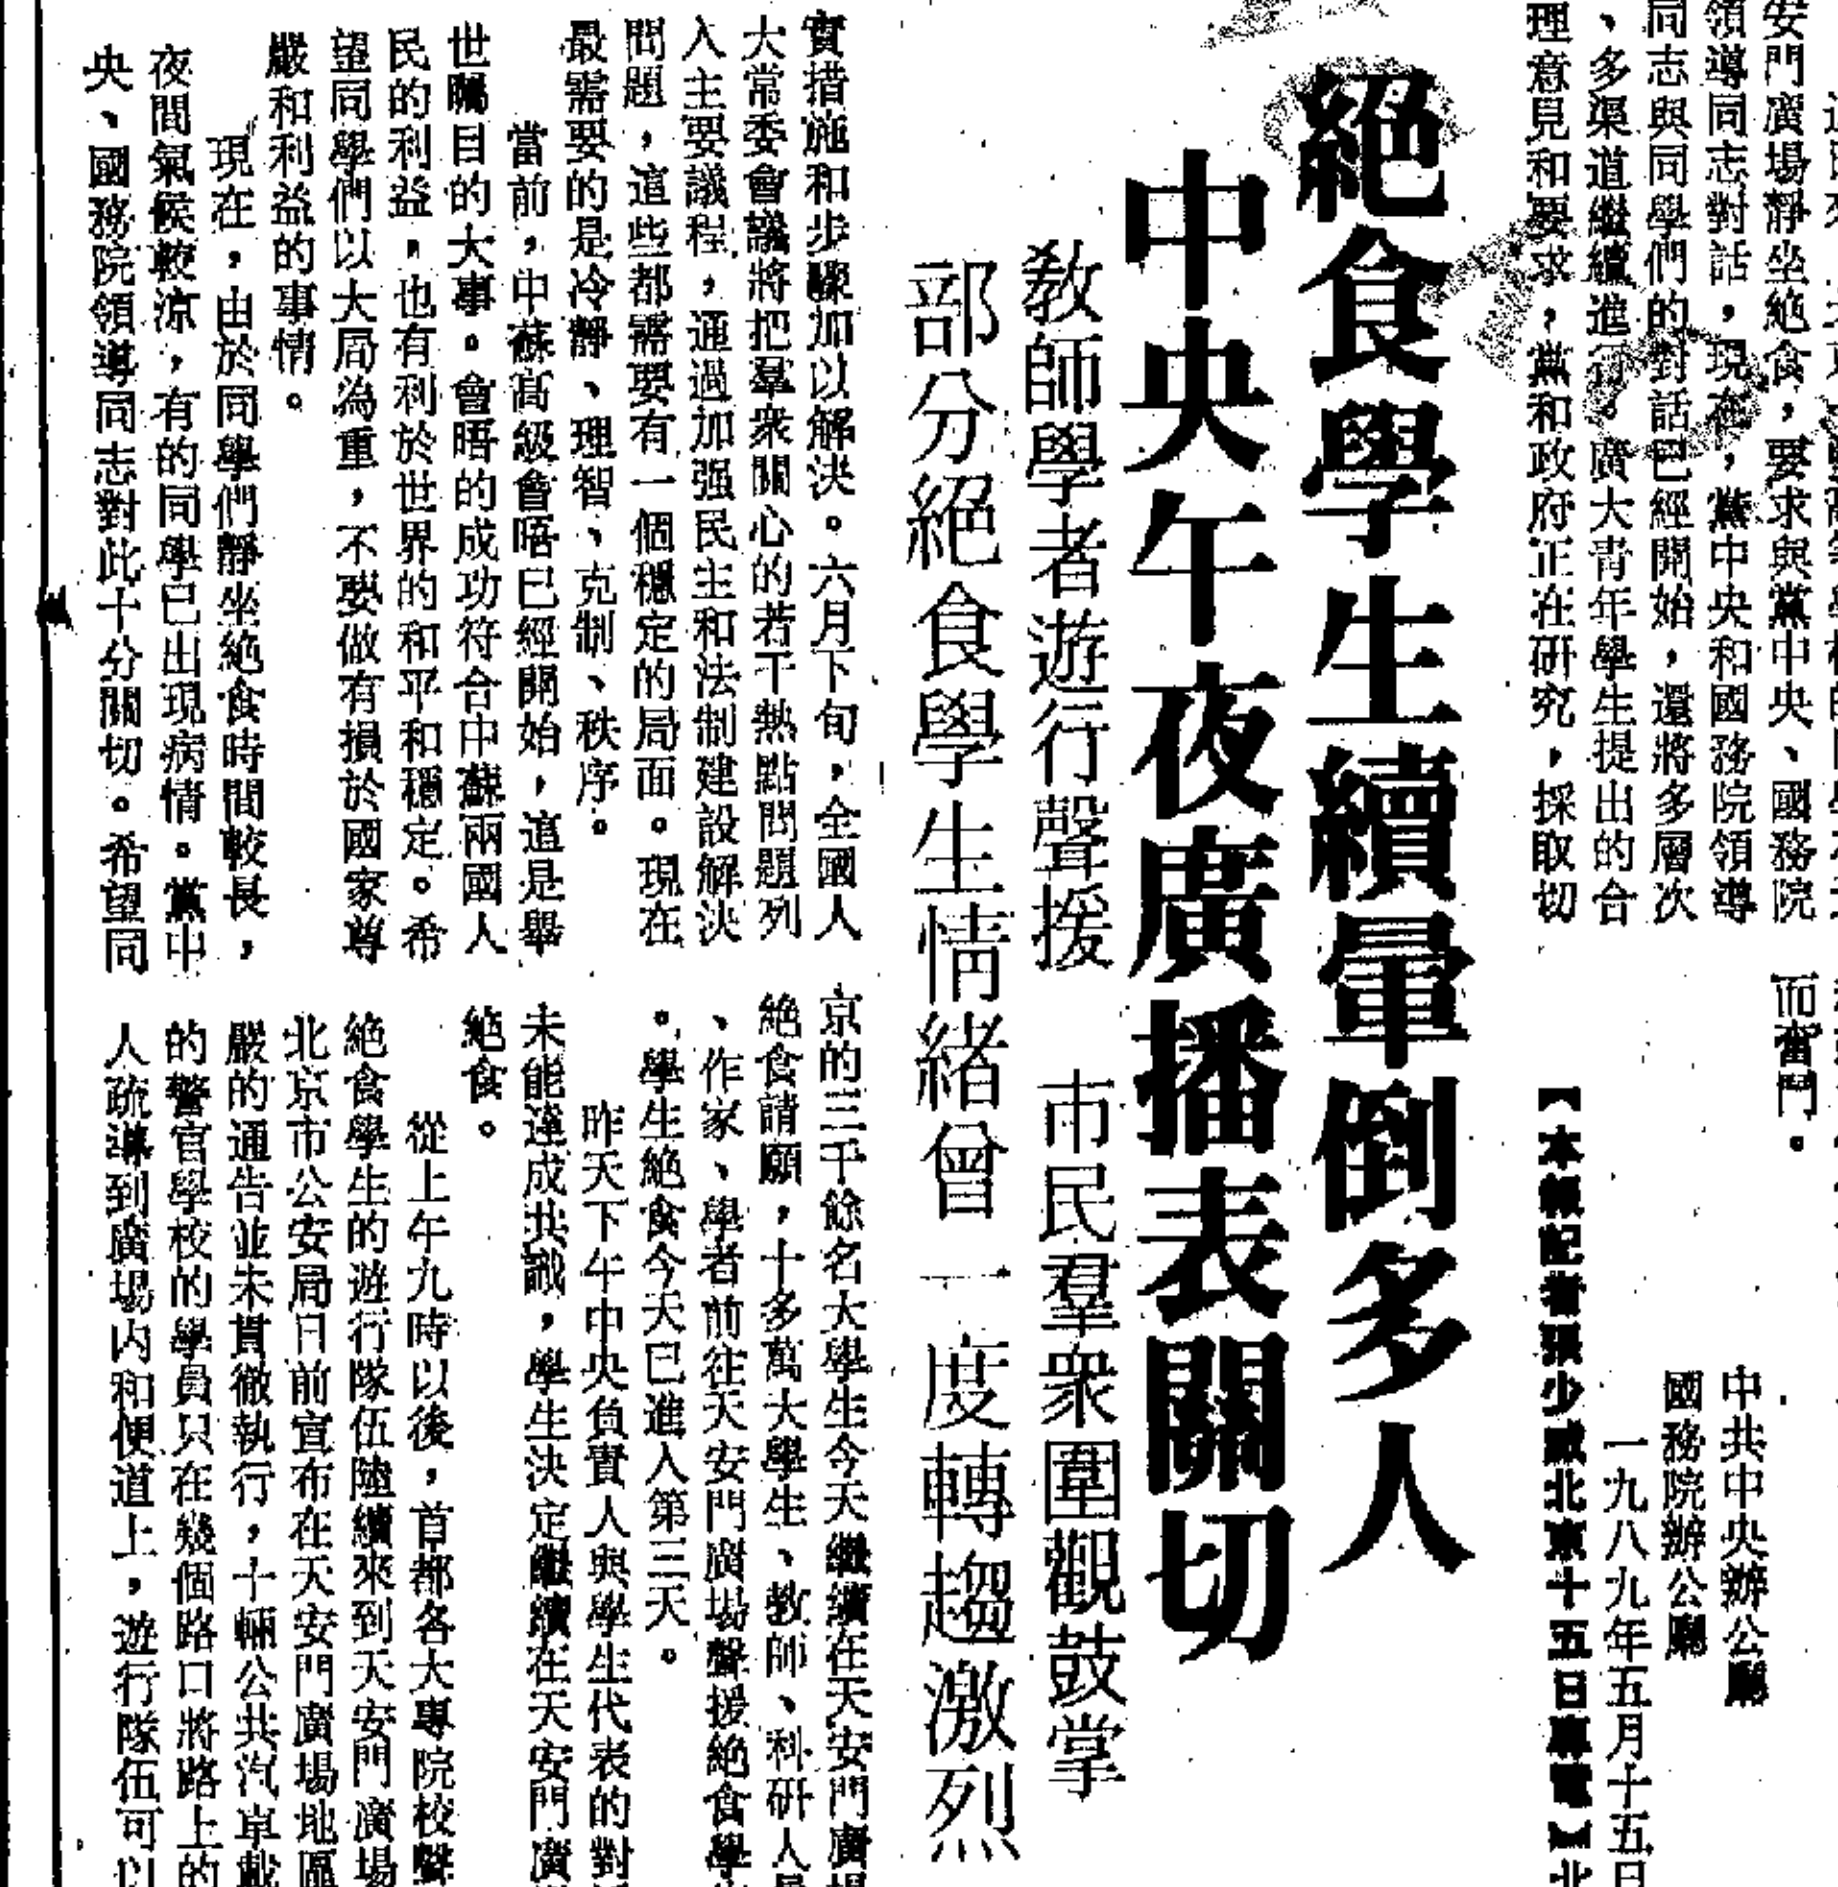 絕食學生續暈倒多人
中央午夜廣播表關切
教師學者遊行聲援　市民羣衆圍觀鼓掌
部分絕食學生情緒曾一度轉趨激烈
安門廣場靜坐絕食，要求與黨中央、國務院
領導同志對話，現在，黨中央和國務院領導
同志與同學們的對話已經開始，還將多層次
、多渠道繼續進行。廣大青年學生提出的合
理意見和要求，黨和政府正在研究，採取切
實措施和步驟加以解決。六月下旬，全國人
大常委會議將把羣衆關心的若干熱點問題列
入主要議程，通過加强民主和法制建設解決
問題，這些都需要有一個穩定的局面。現在
最需要的是冷靜、理智、克制、秩序。
當前，中蘇高級會晤已經開始，這是舉
世矚目的大事。會晤的成功符合中蘇兩國人
民的利益，也有利於世界的和平和穩定。希
望同學們以大局為重，不要做有損於國家尊
嚴和利益的事情。
現在，由於同學們靜坐絕食時間較長，
夜間氣候較涼，有的同學已出現病情。黨中
央、國務院領導同志對此十分關切。希望同
而奮鬥。
中共中央辦公廳
國務院辦公廳
一九八九年五月十五日
【本報記者張少威北京十五日專電】北
京的三千餘名大學生今天繼續在天安門廣場
絕食請願，十多萬大學生、教師、科研人員
、作家、學者前往天安門廣場聲援絕食學生
。學生絕食今天已進入第三天。
昨天下午中央負責人與學生代表的對
未能達成共識，學生決定繼續在天安門廣
絕食。
從上午九時以後，首都各大專院校聲
絕食學生的遊行隊伍陸續來到天安門廣場
北京市公安局日前宣布在天安門廣場地區
嚴的通告並未貫徹執行，十輛公共汽車載
的警官學校的學員只在幾個路口將路上的
人疏導到廣場內和便道上，遊行隊伍可以